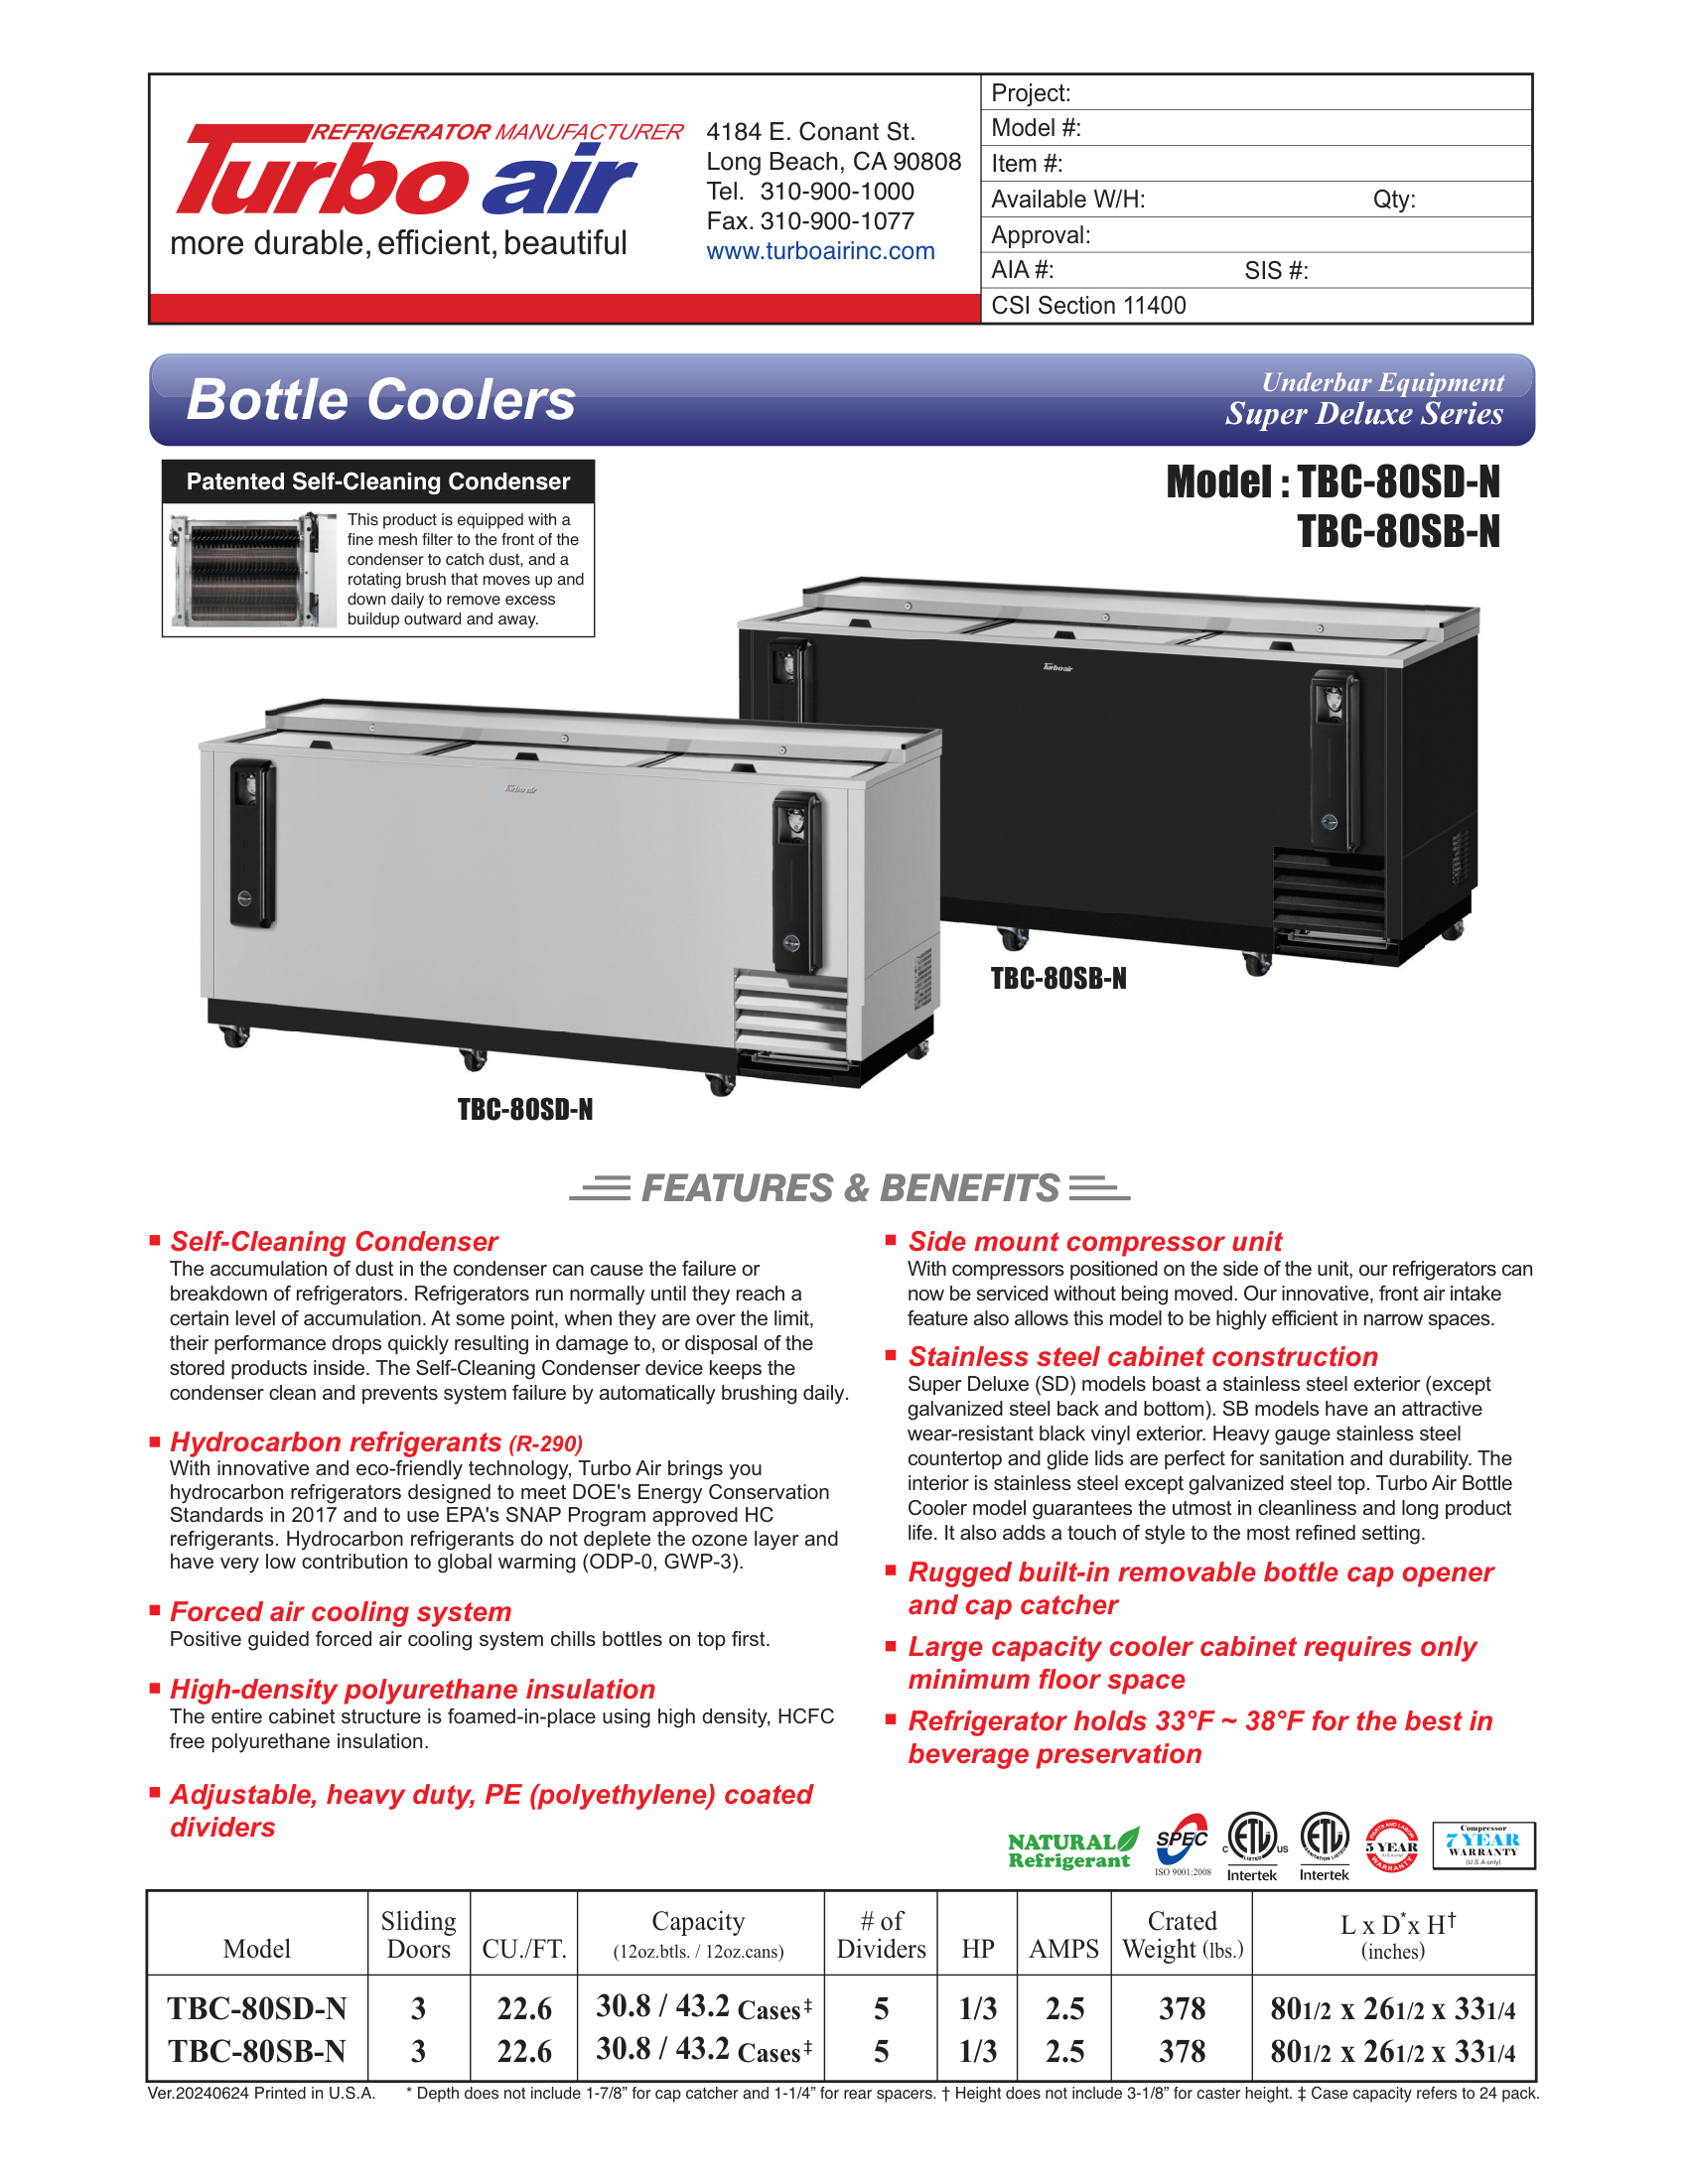 REFRIGERATOR MANUFACTURER
Turbo air
more durable, efficient, beautiful
4184 E. Conant St.
Long Beach, CA 90808
Tel. 310-900-1000
Fax. 310-900-1077
www.turboairinc.com
Project:
Model #:
Item #:
Available W/H: Qty:
Approval:
AIA #: SIS #:
CSI Section 11400
Bottle Coolers
Underbar Equipment
Super Deluxe Series
Patented Self-Cleaning Condenser
This product is equipped with a
fine mesh filter to the front of the
condenser to catch dust, and a
rotating brush that moves up and
down daily to remove excess
buildup outward and away.
Model : TBC-80SD-N
TBC-80SB-N
Turbo air
Turbo air
TBC-80SB-N
TBC-80SD-N
FEATURES & BENEFITS
▪ Self-Cleaning Condenser
The accumulation of dust in the condenser can cause the failure or
breakdown of refrigerators. Refrigerators run normally until they reach a
certain level of accumulation. At some point, when they are over the limit,
their performance drops quickly resulting in damage to, or disposal of the
stored products inside. The Self-Cleaning Condenser device keeps the
condenser clean and prevents system failure by automatically brushing daily.
▪ Hydrocarbon refrigerants (R-290)
With innovative and eco-friendly technology, Turbo Air brings you
hydrocarbon refrigerators designed to meet DOE's Energy Conservation
Standards in 2017 and to use EPA's SNAP Program approved HC
refrigerants. Hydrocarbon refrigerants do not deplete the ozone layer and
have very low contribution to global warming (ODP-0, GWP-3).
▪ Forced air cooling system
Positive guided forced air cooling system chills bottles on top first.
▪ High-density polyurethane insulation
The entire cabinet structure is foamed-in-place using high density, HCFC
free polyurethane insulation.
▪ Adjustable, heavy duty, PE (polyethylene) coated
dividers
▪ Side mount compressor unit
With compressors positioned on the side of the unit, our refrigerators can
now be serviced without being moved. Our innovative, front air intake
feature also allows this model to be highly efficient in narrow spaces.
▪ Stainless steel cabinet construction
Super Deluxe (SD) models boast a stainless steel exterior (except
galvanized steel back and bottom). SB models have an attractive
wear-resistant black vinyl exterior. Heavy gauge stainless steel
countertop and glide lids are perfect for sanitation and durability. The
interior is stainless steel except galvanized steel top. Turbo Air Bottle
Cooler model guarantees the utmost in cleanliness and long product
life. It also adds a touch of style to the most refined setting.
▪ Rugged built-in removable bottle cap opener
and cap catcher
▪ Large capacity cooler cabinet requires only
minimum floor space
▪ Refrigerator holds 33°F ~ 38°F for the best in
beverage preservation
NATURAL
Refrigerant
SPEC
ISO 9001:2008
C ETL US
LISTED
Intertek
ETL
SANITATION LISTED
Intertek
PARTS AND LABOR
5 YEAR
(U.S.A only)
WARRANTY
Compressor
7 YEAR
WARRANTY
(U.S.A only)
Model Sliding Doors CU./FT. Capacity (12oz.btls. / 12oz.cans) # of Dividers HP AMPS Crated Weight (lbs.) L x D* x H† (inches)
TBC-80SD-N 3 22.6 30.8 / 43.2 Cases‡ 5 1/3 2.5 378 801/2 x 261/2 x 331/4
TBC-80SB-N 3 22.6 30.8 / 43.2 Cases‡ 5 1/3 2.5 378 801/2 x 261/2 x 331/4
Ver.20240624 Printed in U.S.A. * Depth does not include 1-7/8” for cap catcher and 1-1/4” for rear spacers. † Height does not include 3-1/8” for caster height. ‡ Case capacity refers to 24 pack.